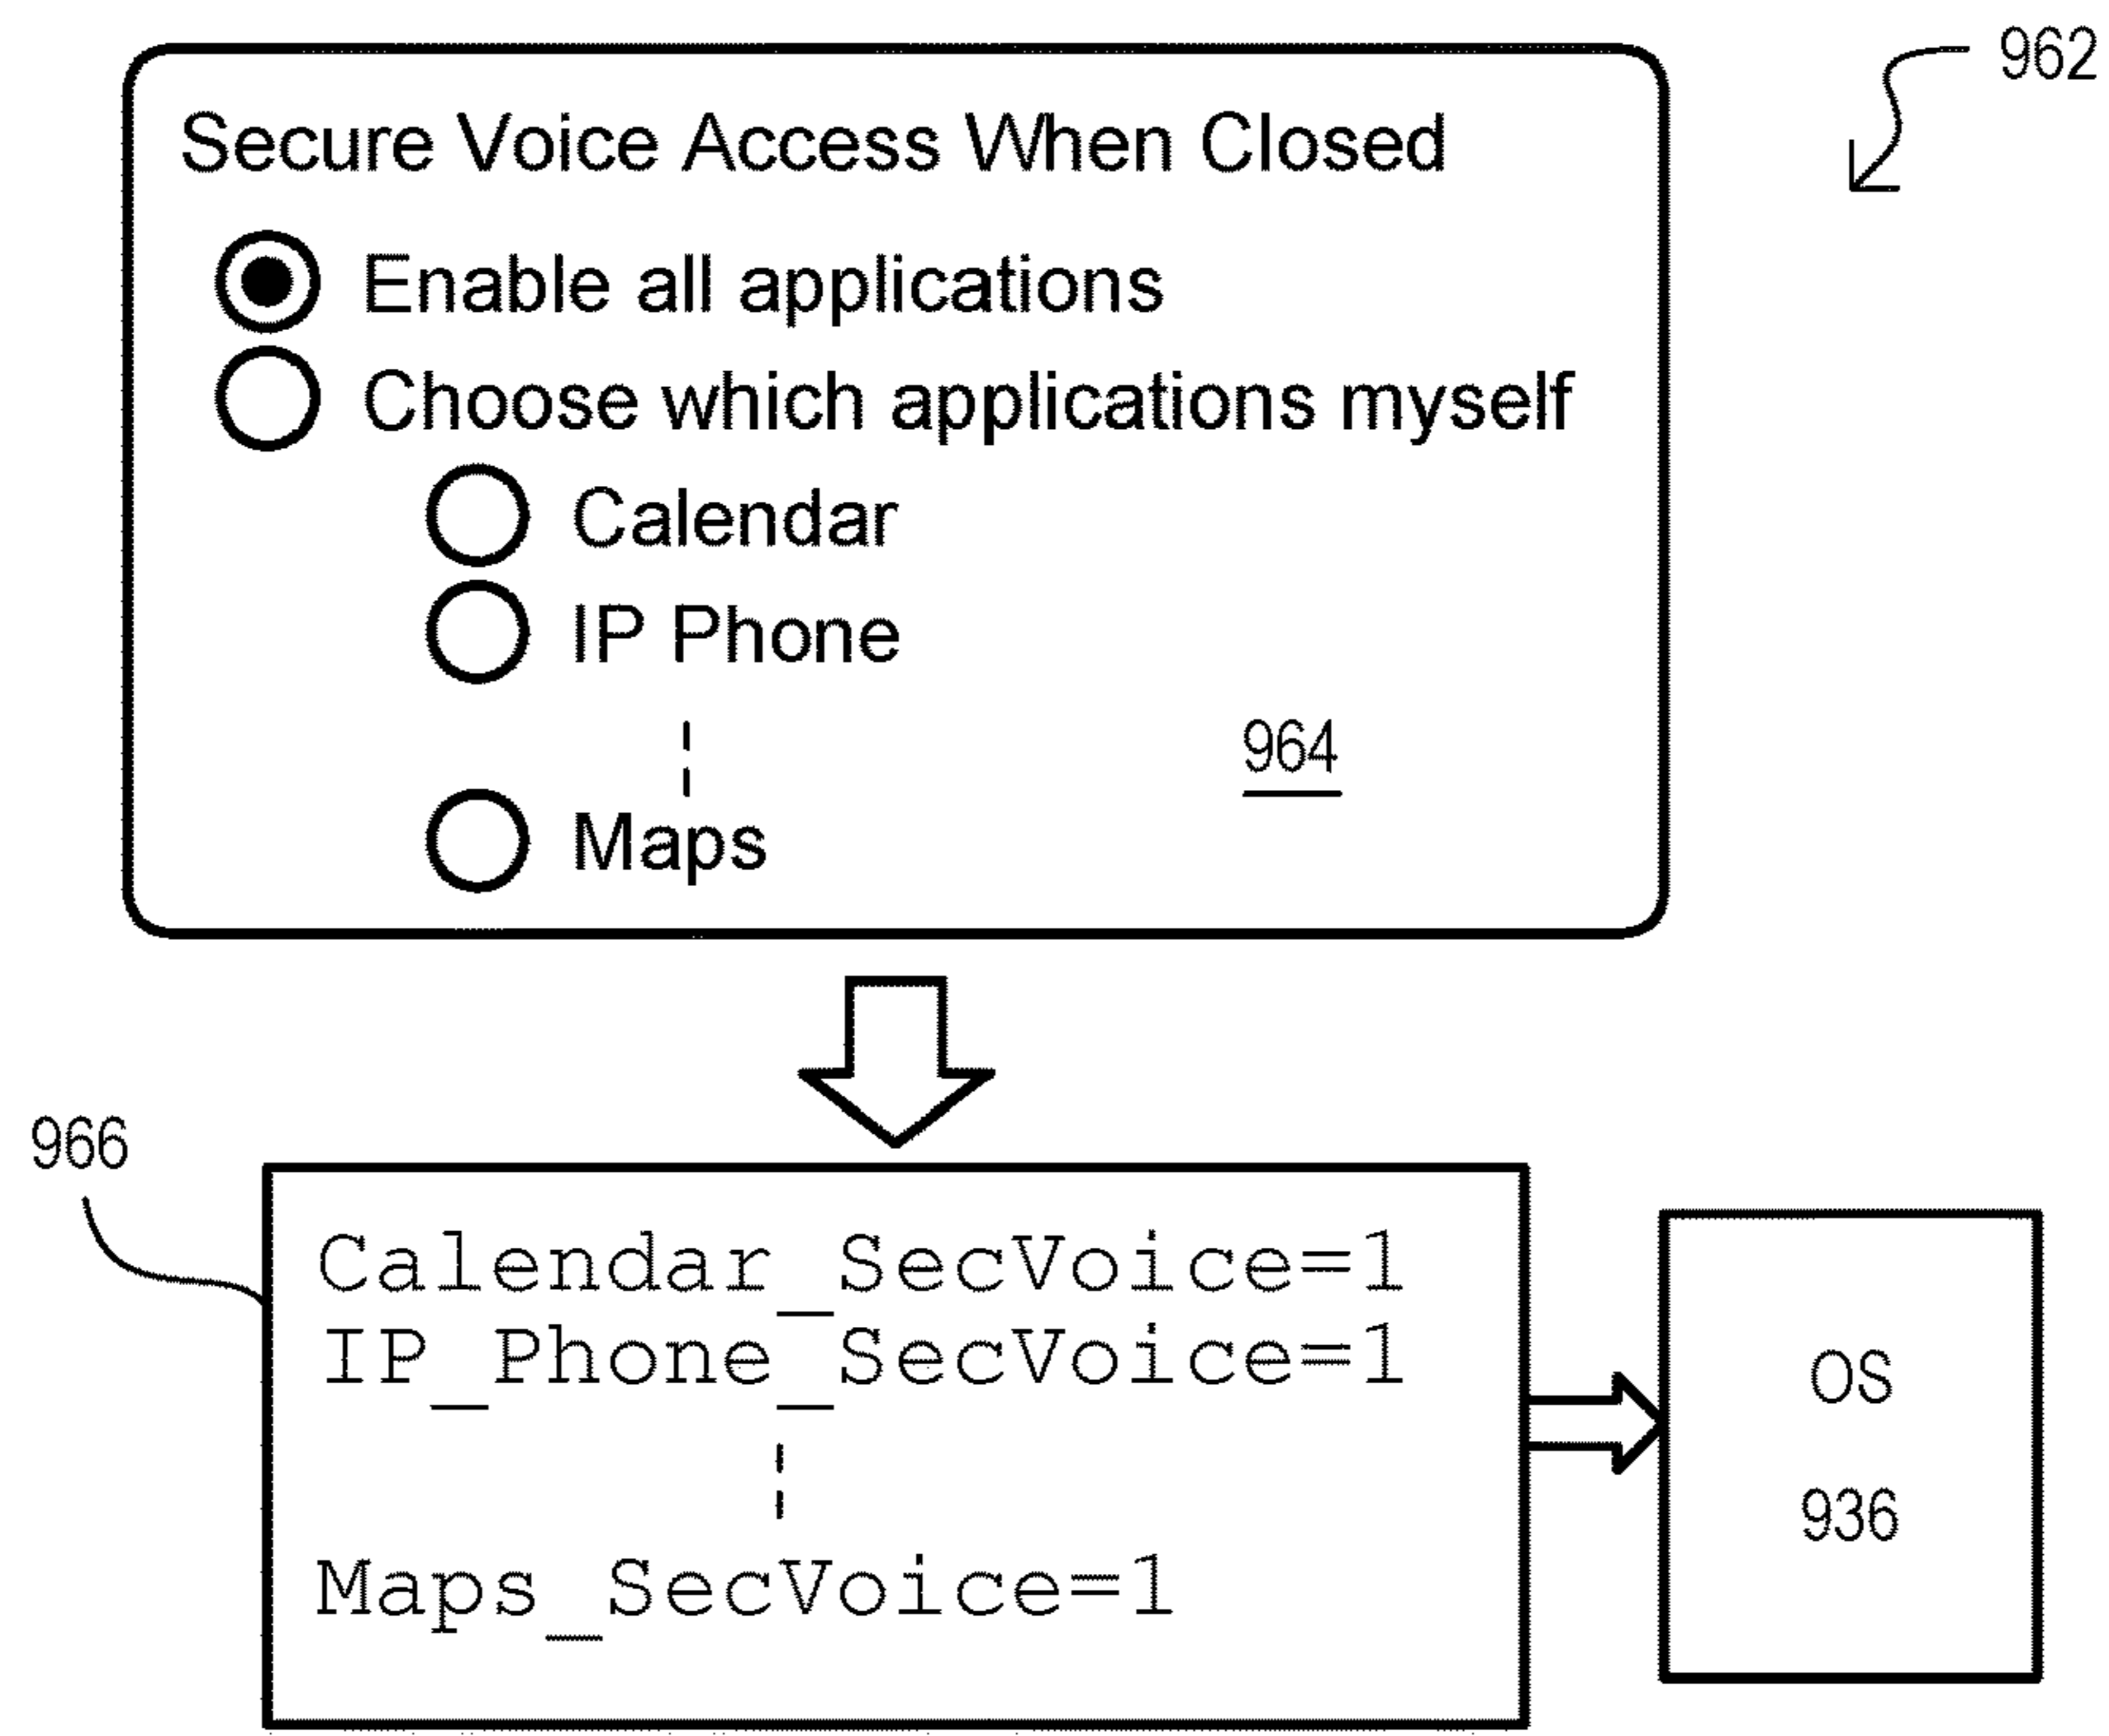 962
Secure Voice Access When Closed
Enable all applications
Choose which applications myself
Calendar
IP Phone
964
Maps
966
Calendar_SecVoice=1
IP_Phone_SecVoice=1
Maps_SecVoice=1
OS
936